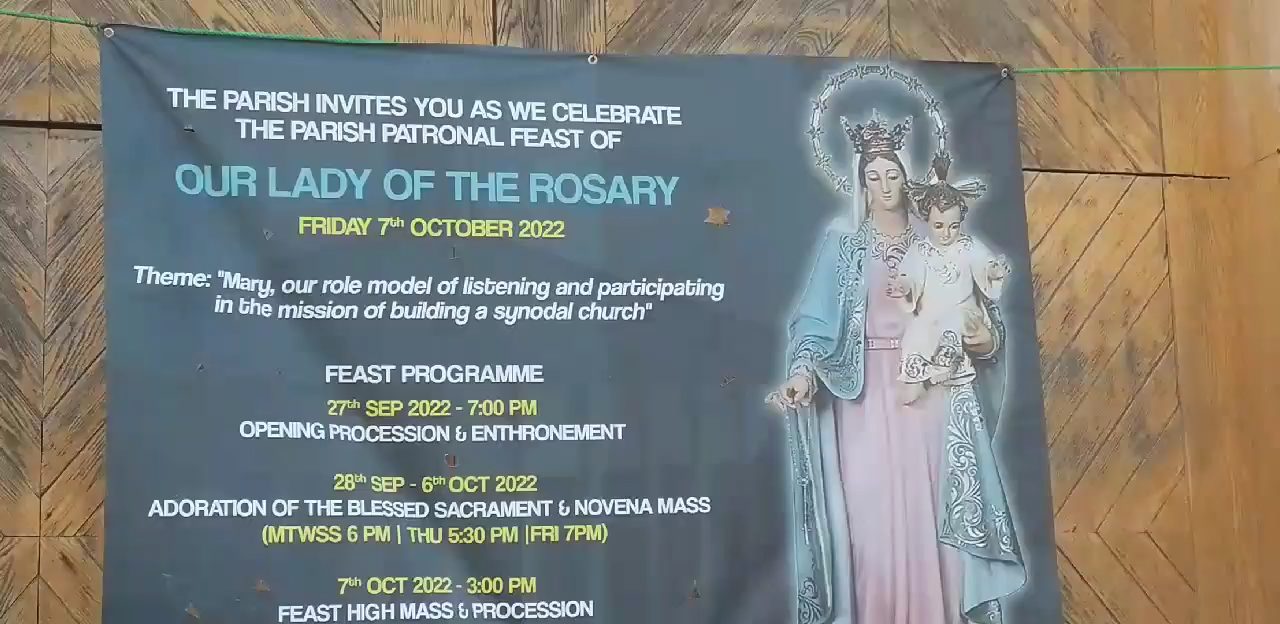 THE PARISH INVITES YOU AS WE CELEBRATE
THE PARISH PATRONAL FEAST OF
OUR LADY OF THE ROSARY
FRIDAY 7th OCTOBER 2022
Theme: "Mary, our role model of listening and participating
in the mission of building a synodal church"
FEAST PROGRAMME
27th SEP 2022 - 7:00 PM
OPENING PROCESSION & ENTHRONEMENT
28th SEP - 6th OCT 2022
ADORATION OF THE BLESSED SACRAMENT & NOVENA MASS
(MTWSS 6 PM | THU 5:30 PM |FRI 7PM)
7th OCT 2022 - 3:00 PM
FEAST HIGH MASS & PROCESSION